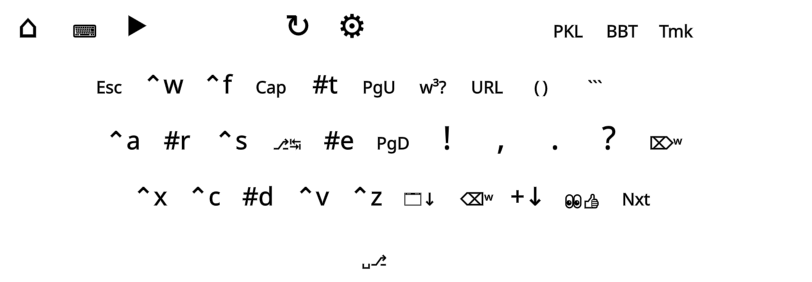 ⌂ ⌨ ▶ ↻ ⚙ PKL BBT Tmk
Esc ^w ^f Cap #t PgU w³? URL () ```
^a #r ^s ⎇↹ #e PgD ! , . ? ⌦ʷ
^x ^c #d ^v ^z 🗔↓ ⌫ʷ +↓ 👀👍 Nxt
␣⎇